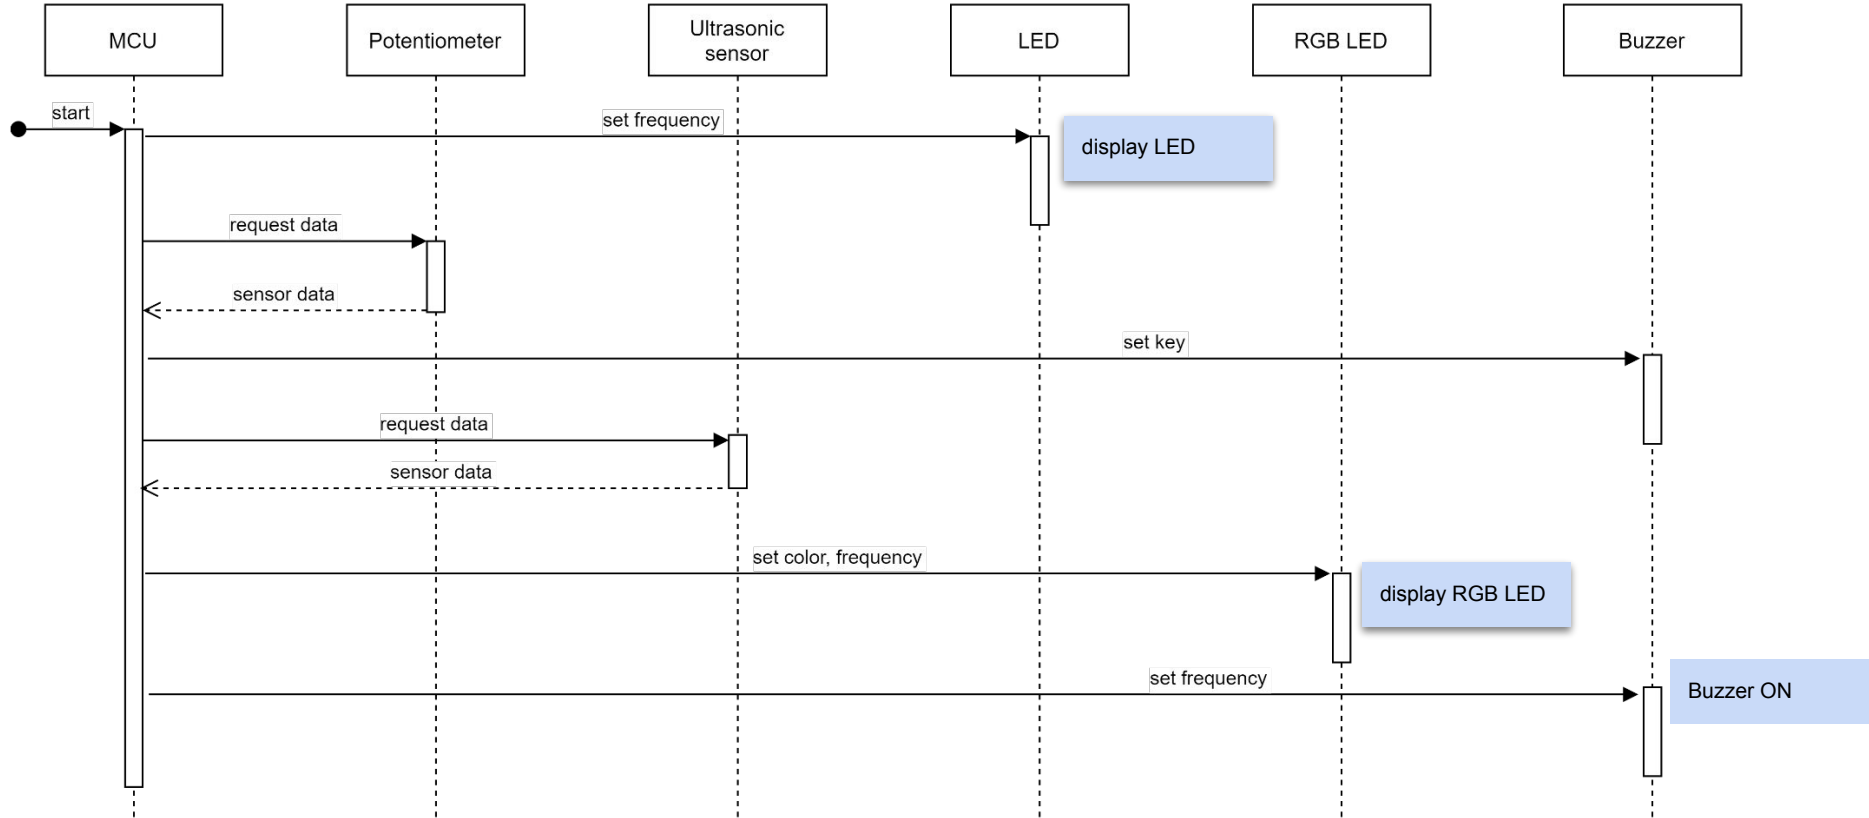 MCU
Potentiometer
Ultrasonic
sensor
LED
RGB LED
Buzzer
start
set frequency
display LED
request data
sensor data
set key
request data
sensor data
set color, frequency
display RGB LED
set frequency
Buzzer ON